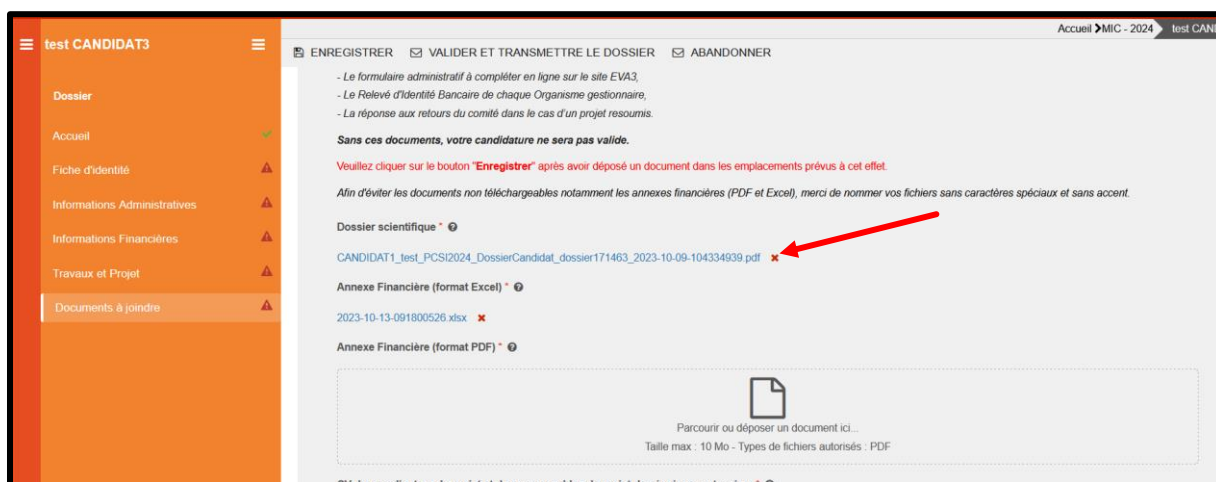 Accueil MIC - 2024 test CAND
test CANDIDAT3
ENREGISTRER VALIDER ET TRANSMETTRE LE DOSSIER ABANDONNER
Dossier
Accueil
Fiche d'identité
Informations Administratives
Informations Financières
Travaux et Projet
Documents à joindre
- Le formulaire administratif à compléter en ligne sur le site EVA3,
- Le Relevé d'Identité Bancaire de chaque Organisme gestionnaire,
- La réponse aux retours du comité dans le cas d'un projet resoumis.
Sans ces documents, votre candidature ne sera pas valide.
Veuillez cliquer sur le bouton "Enregistrer" après avoir déposé un document dans les emplacements prévus à cet effet.
Afin d'éviter les documents non téléchargeables notamment les annexes financières (PDF et Excel), merci de nommer vos fichiers sans caractères spéciaux et sans accent.
Dossier scientifique *
CANDIDAT1_test_PCSI2024_DossierCandidat_dossier171463_2023-10-09-104334939.pdf
Annexe Financière (format Excel) *
2023-10-13-091800526.xlsx
Annexe Financière (format PDF) *
Parcourir ou déposer un document ici...
Taille max : 10 Mo - Types de fichiers autorisés : PDF